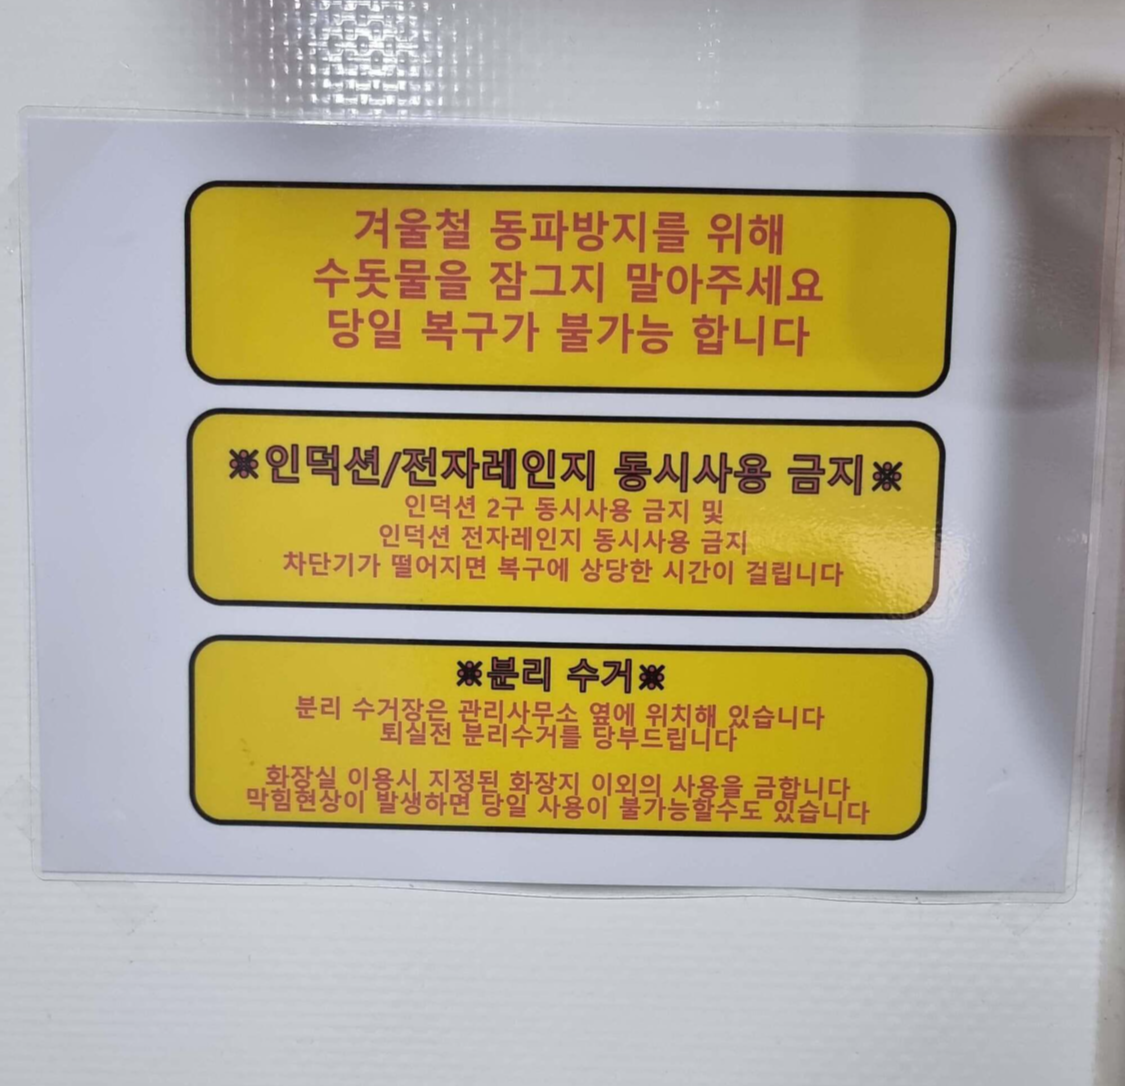 겨울철 동파방지를 위해
수돗물을 잠그지 말아주세요
당일 복구가 불가능 합니다
※인덕션/전자레인지 동시사용 금지※
인덕션 2구 동시사용 금지 및
인덕션 전자레인지 동시사용 금지
차단기가 떨어지면 복구에 상당한 시간이 걸립니다
※분리 수거※
분리 수거장은 관리사무소 옆에 위치해 있습니다
퇴실전 분리수거를 당부드립니다
화장실 이용시 지정된 화장지 이외의 사용을 금합니다
막힘현상이 발생하면 당일 사용이 불가능할수도 있습니다